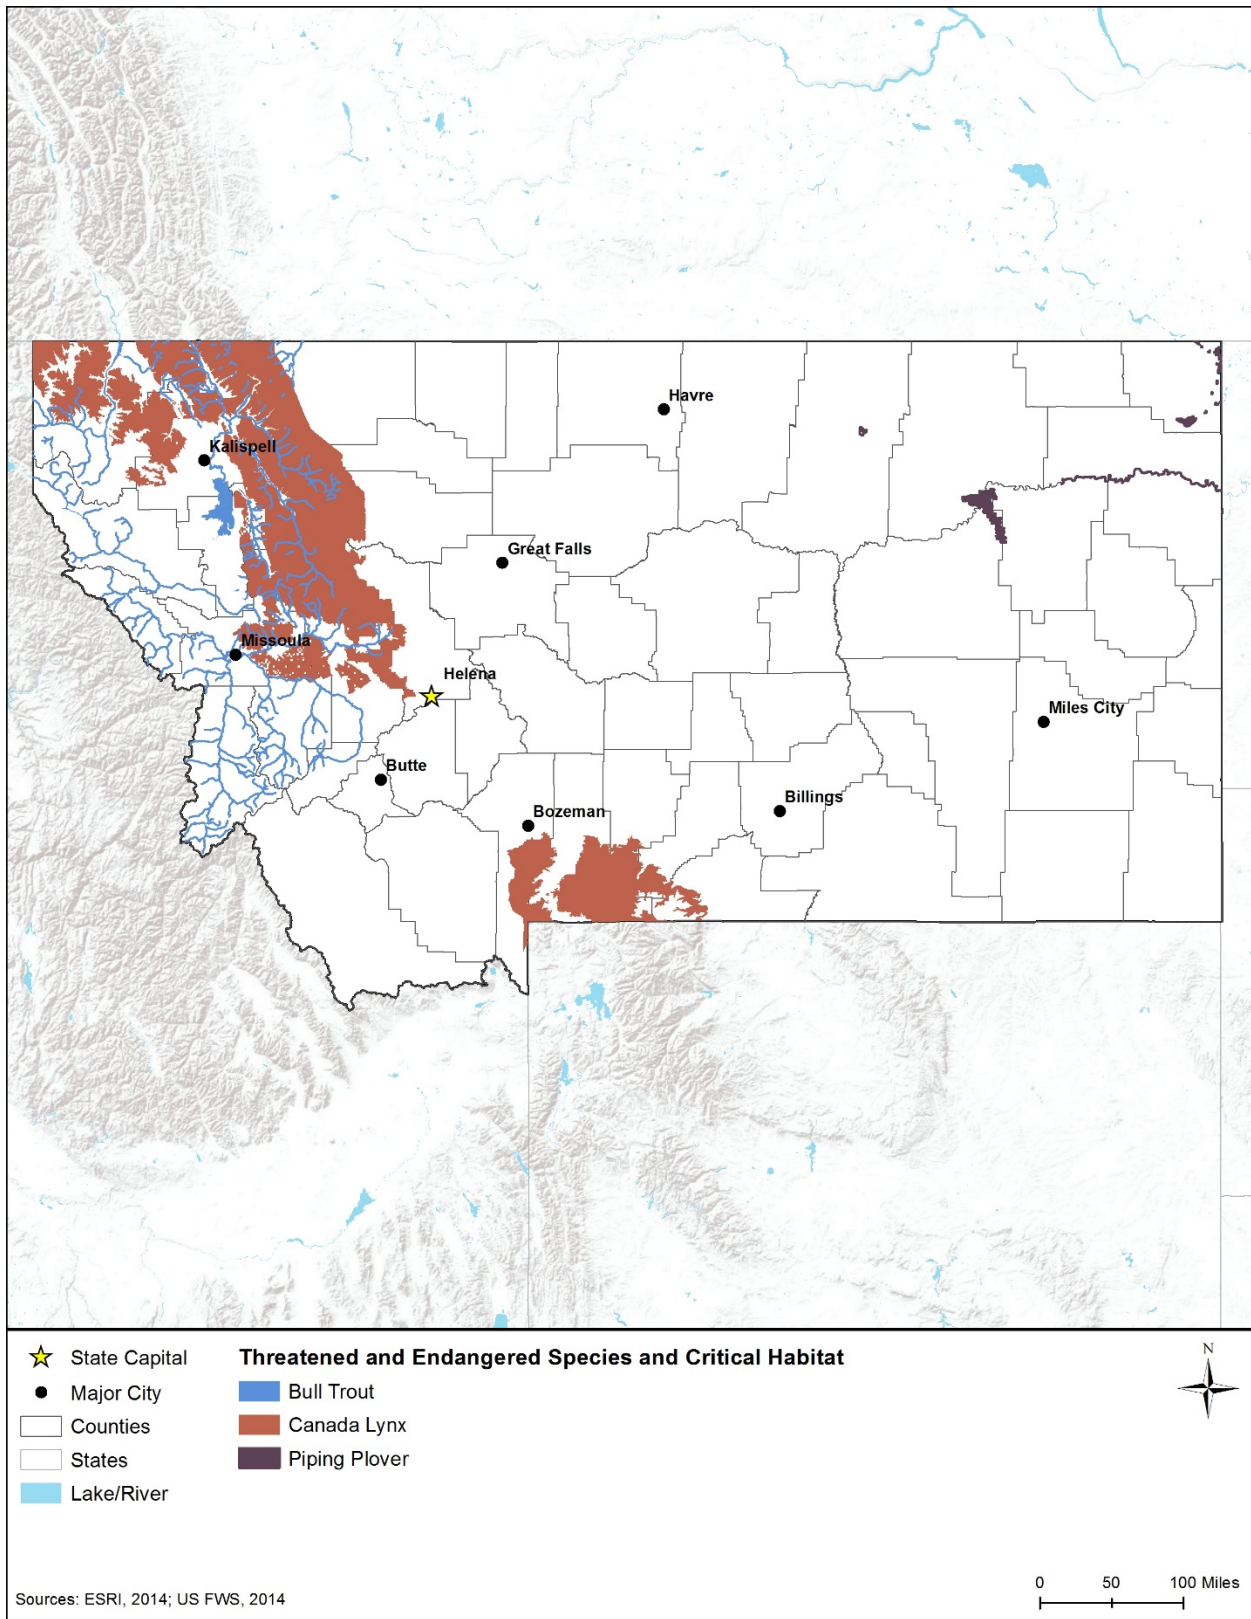 Havre
Kalispell
Great Falls
Missoula
Helena
Miles City
Butte
Billings
Bozeman
State Capital
Major City
Counties
States
Lake/River
Threatened and Endangered Species and Critical Habitat
Bull Trout
Canada Lynx
Piping Plover
N
Sources: ESRI, 2014; US FWS, 2014
0 50 100 Miles